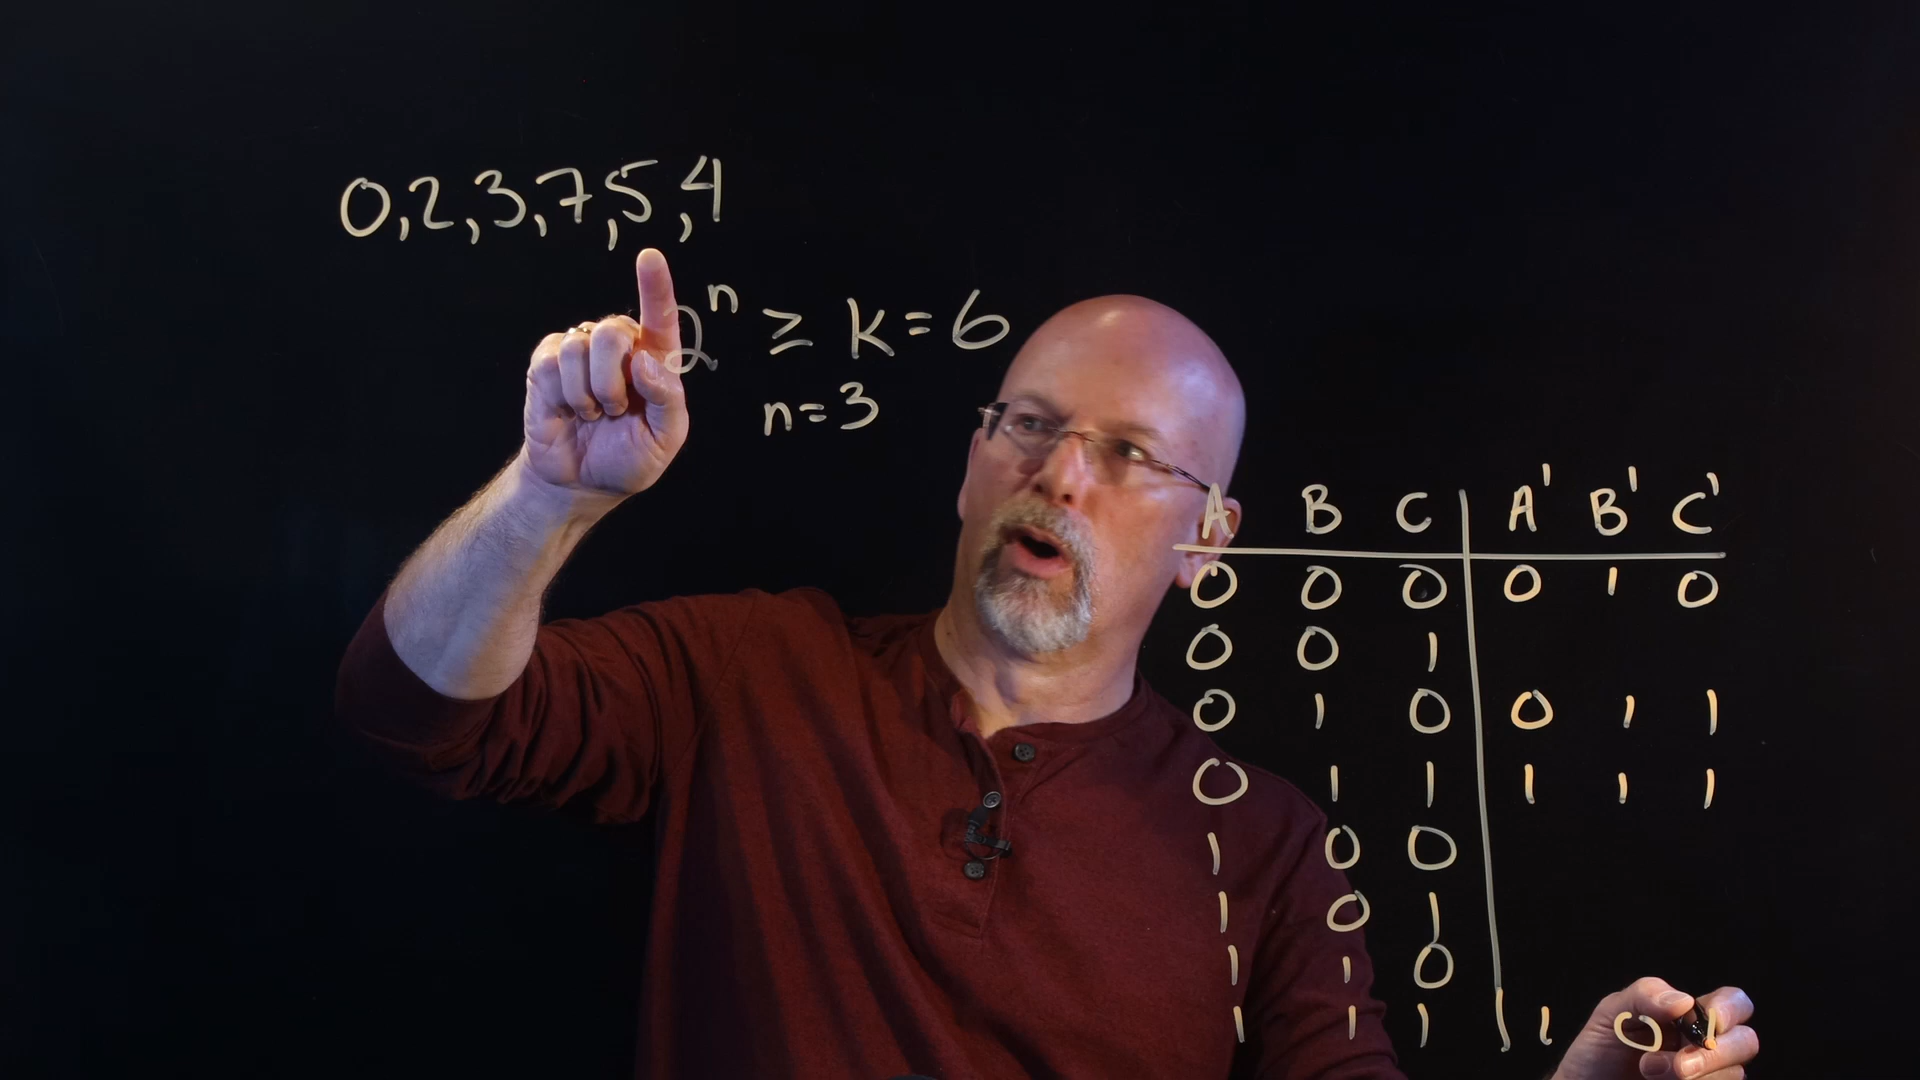 0,2,3,7,5,4
2ⁿ ≥ k=6
n=3
A B C A' B' C'
0 0 0 0 1 0
0 0 1
0 1 0 0 1 1
0 1 1 1 1 1
1 0 0
1 0 1
1 1 0
1 1 1 1 0 1